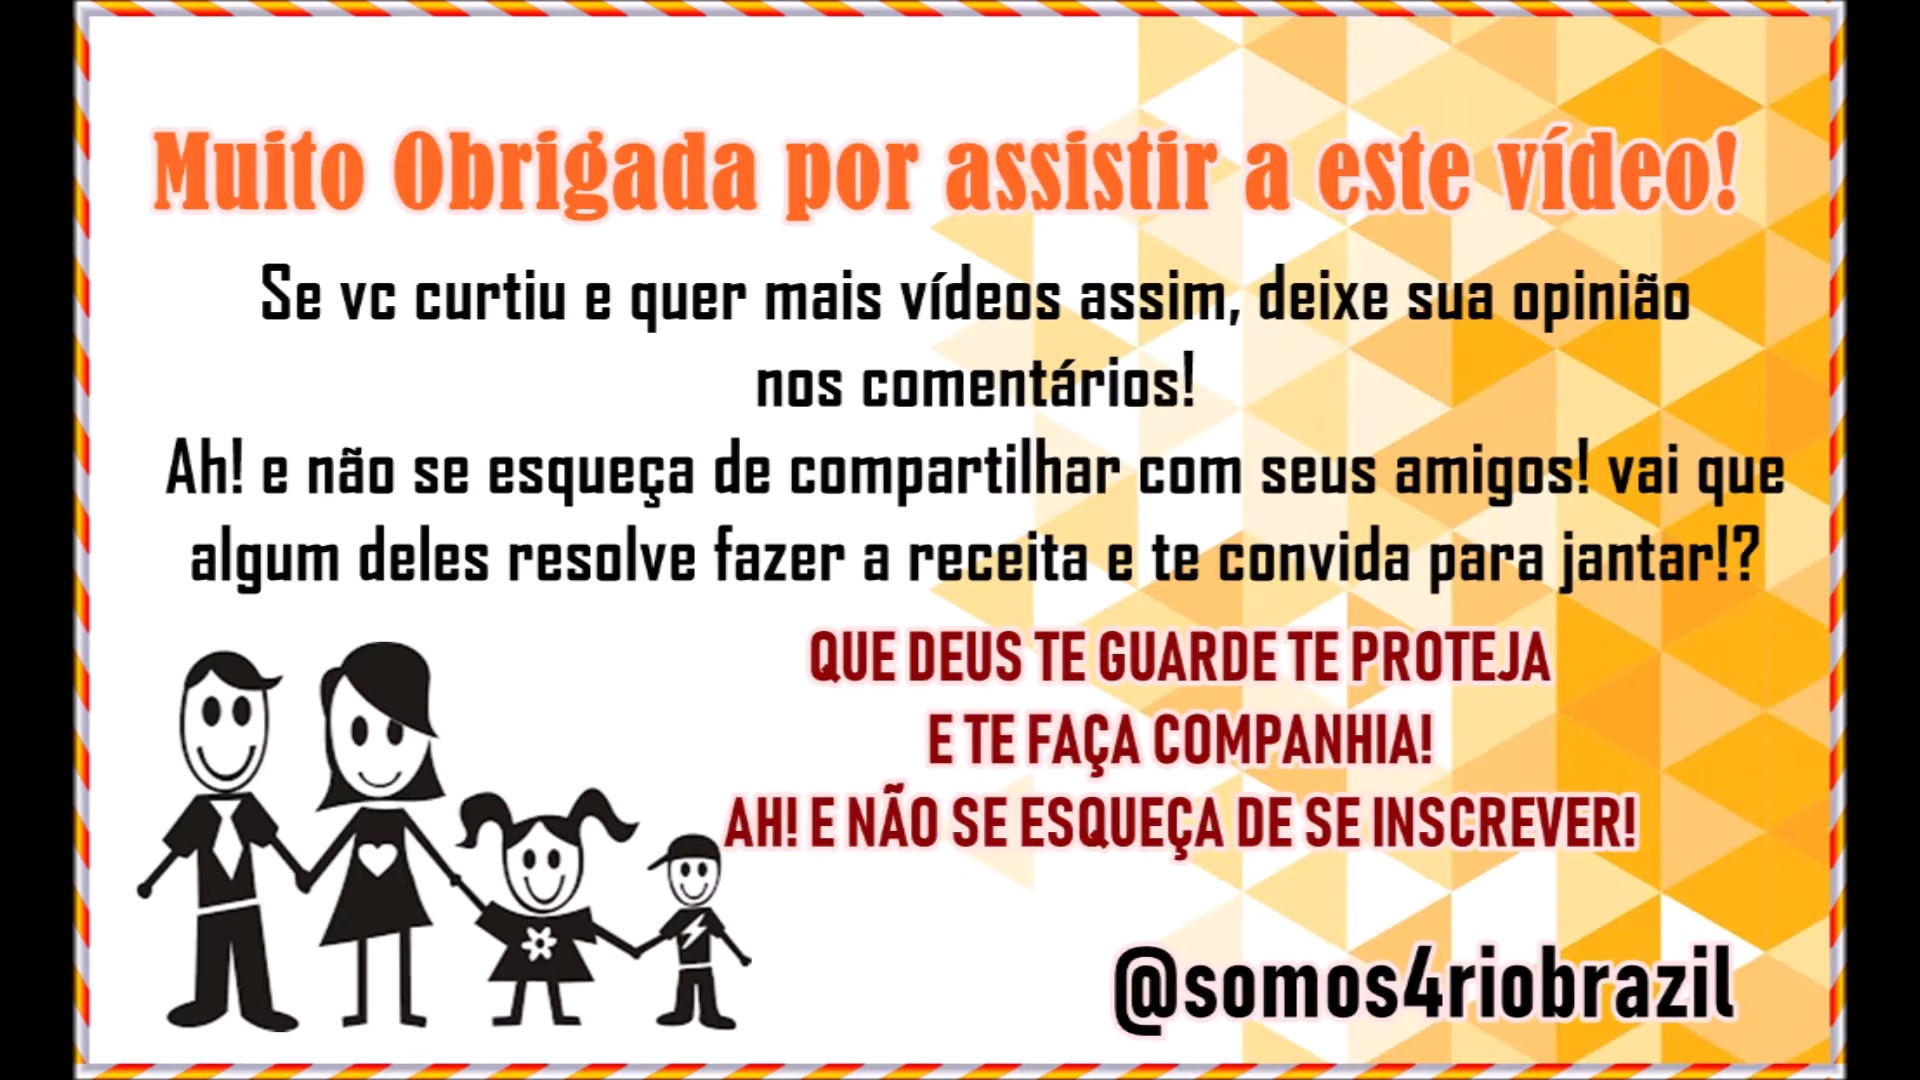 Muito Obrigada por assistir a este vídeo!
Se vc curtiu e quer mais vídeos assim, deixe sua opinião
nos comentários!
Ah! e não se esqueça de compartilhar com seus amigos! vai que
algum deles resolve fazer a receita e te convida para jantar!?
QUE DEUS TE GUARDE TE PROTEJA
E TE FAÇA COMPANHIA!
AH! E NÃO SE ESQUEÇA DE SE INSCREVER!
@somos4riobrazil